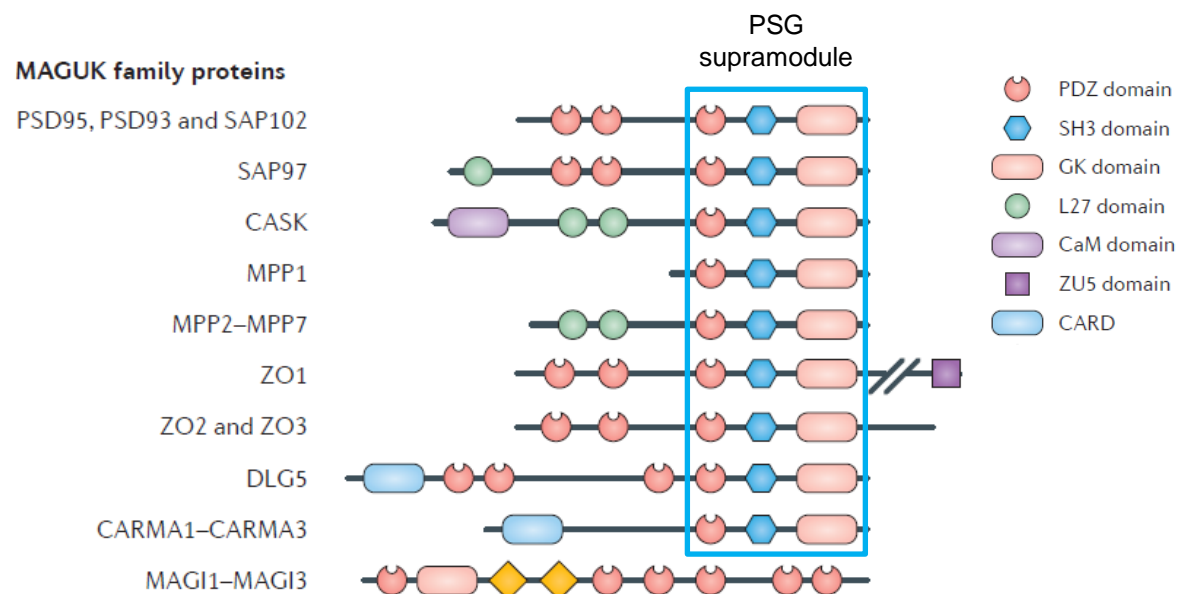 PSG
supramodule
MAGUK family proteins
PSD95, PSD93 and SAP102
SAP97
CASK
MPP1
MPP2–MPP7
ZO1
ZO2 and ZO3
DLG5
CARMA1–CARMA3
MAGI1–MAGI3
PDZ domain
SH3 domain
GK domain
L27 domain
CaM domain
ZU5 domain
CARD